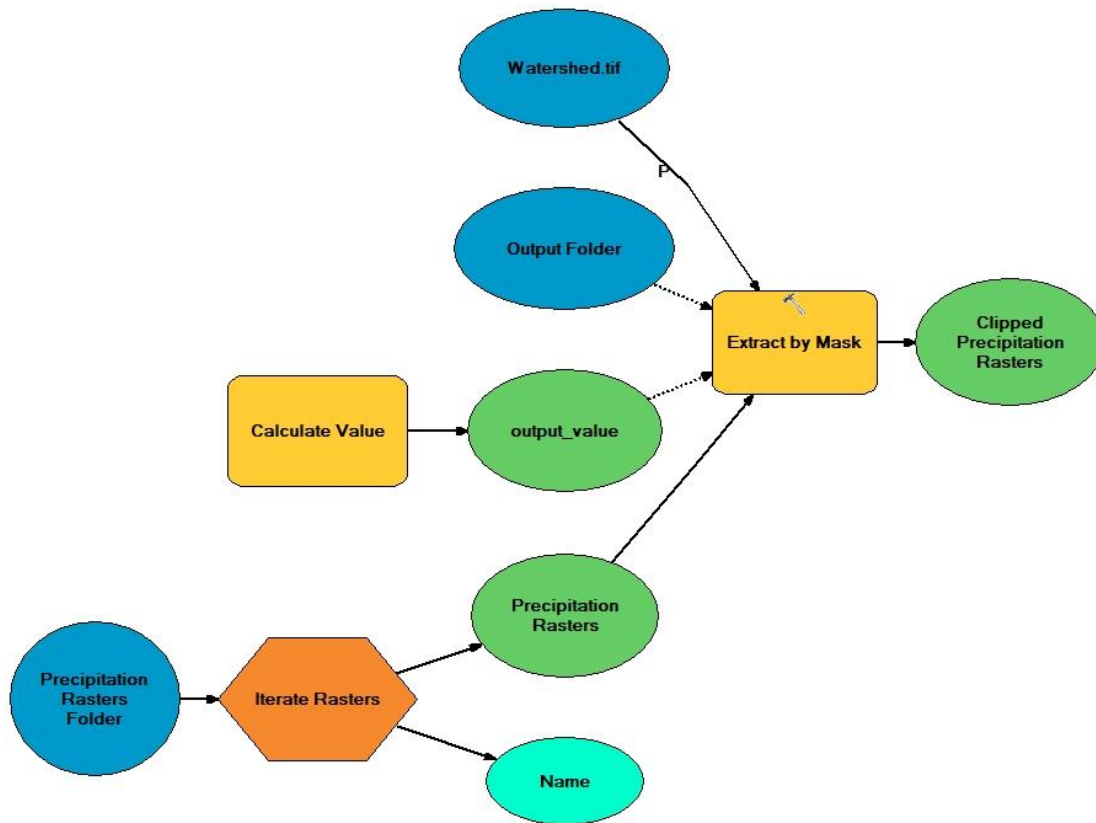 Watershed.tif
P
Output Folder
Extract by Mask
Clipped
Precipitation
Rasters
Calculate Value
output_value
Precipitation
Rasters
Precipitation
Rasters
Folder
Iterate Rasters
Name